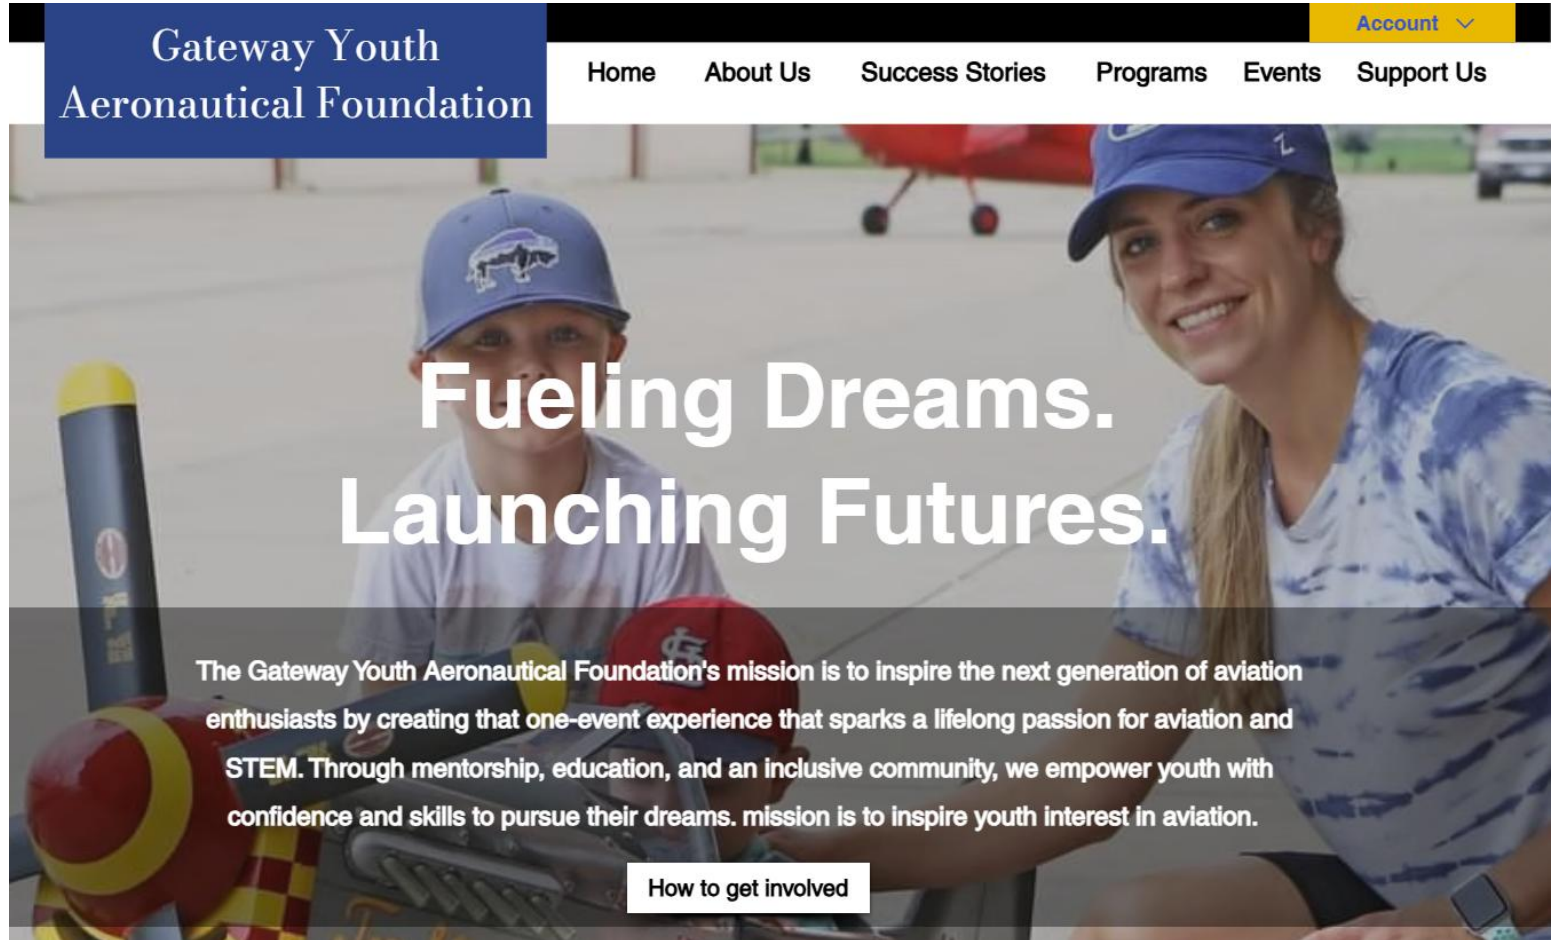 Gateway Youth
Aeronautical Foundation
Account
Home About Us Success Stories Programs Events Support Us
Fueling Dreams.
Launching Futures.
The Gateway Youth Aeronautical Foundation's mission is to inspire the next generation of aviation
enthusiasts by creating that one-event experience that sparks a lifelong passion for aviation and
STEM. Through mentorship, education, and an inclusive community, we empower youth with
confidence and skills to pursue their dreams. mission is to inspire youth interest in aviation.
How to get involved